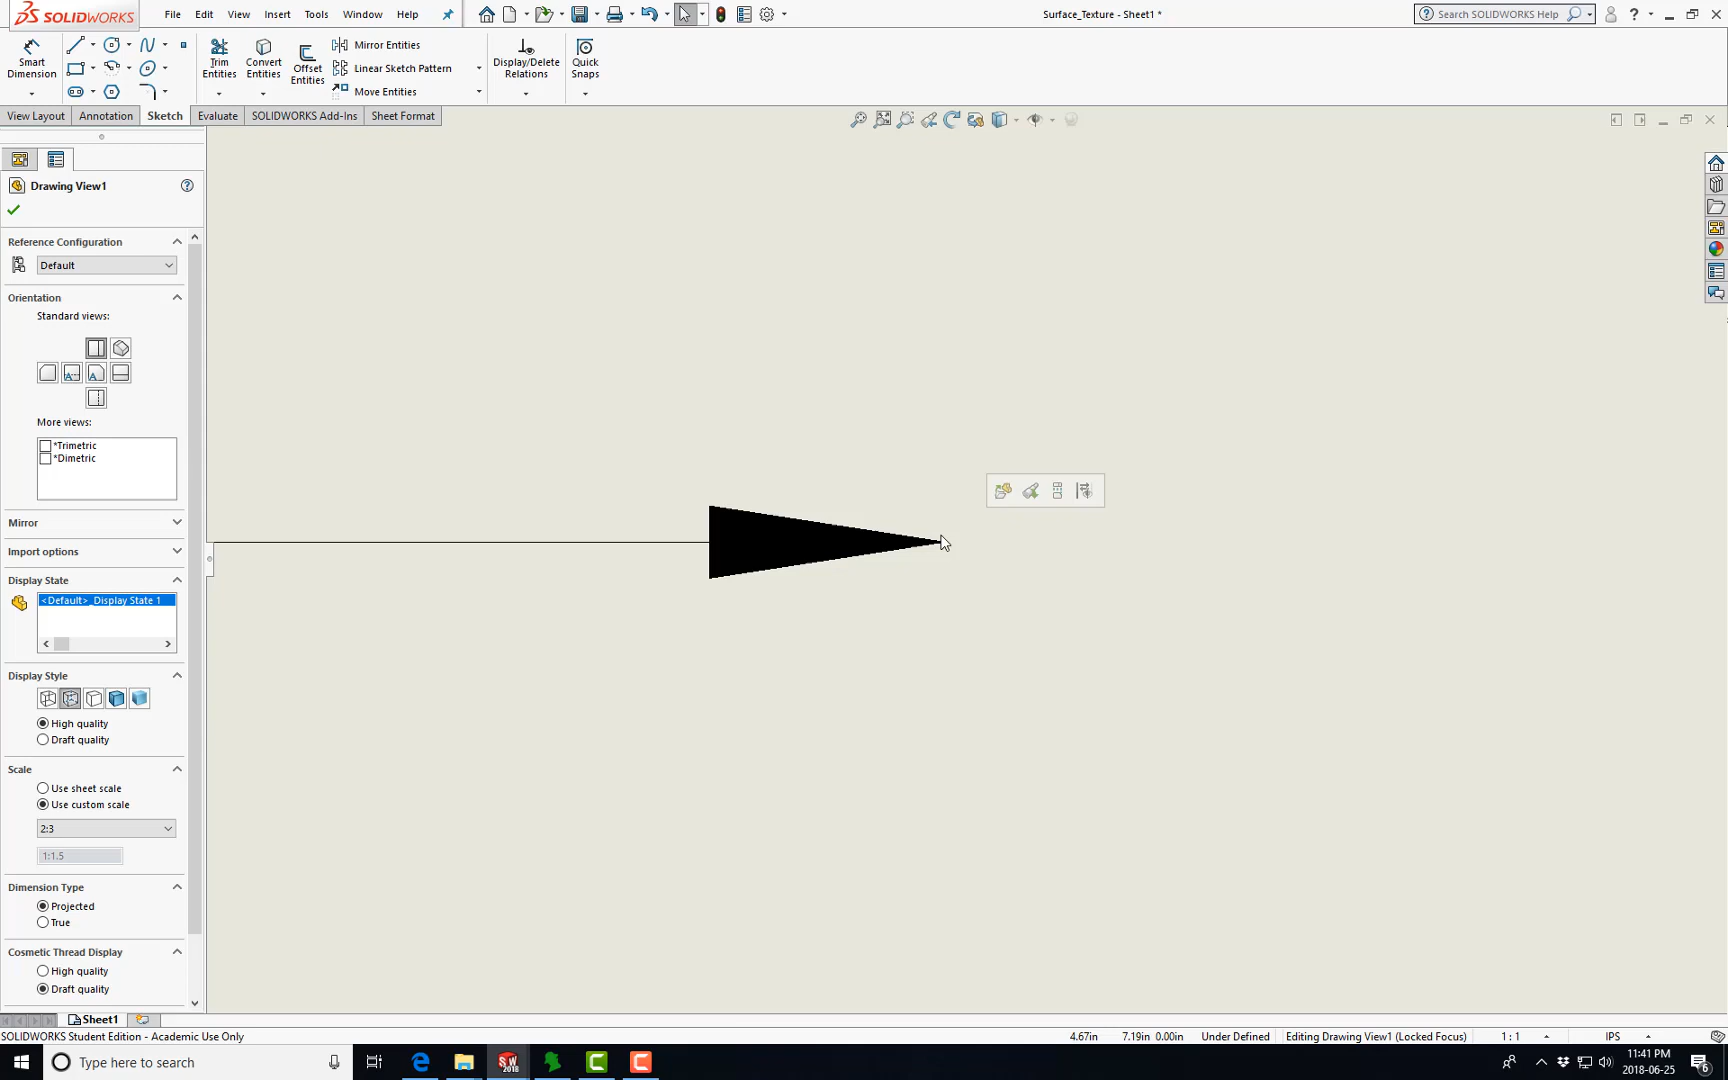 SOLIDWORKS File Edit View Insert Tools Window Help Surface_Texture - Sheet1 * Search SOLIDWORKS Help
Smart Dimension
Trim Entities
Convert Entities
Offset Entities
Mirror Entities
Linear Sketch Pattern
Move Entities
Display/Delete Relations
Quick Snaps
View Layout Annotation Sketch Evaluate SOLIDWORKS Add-Ins Sheet Format
Drawing View1
Reference Configuration
Default
Orientation
Standard views:
More views:
*Trimetric
*Dimetric
Mirror
Import options
Display State
<Default>_Display State 1
Display Style
High quality
Draft quality
Scale
Use sheet scale
Use custom scale
2:3
1:1.5
Dimension Type
Projected
True
Cosmetic Thread Display
High quality
Draft quality
Sheet1
SOLIDWORKS Student Edition - Academic Use Only 4.67in 7.19in 0.00in Under Defined Editing Drawing View1 (Locked Focus) 1 : 1 IPS
Type here to search
SW
2018
11:41 PM
2018-06-25
6